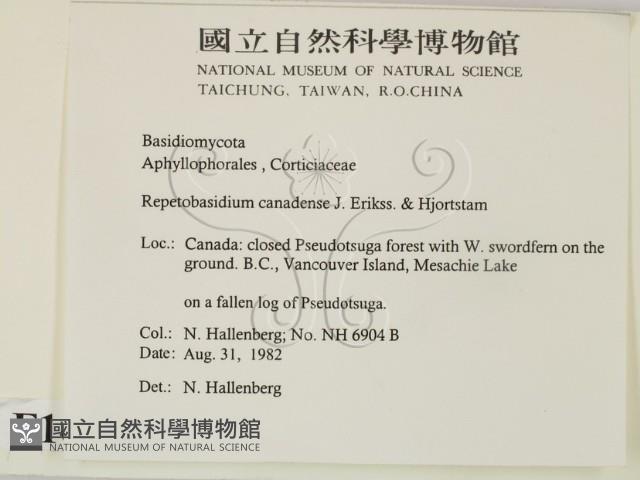 國立自然科學博物館
NATIONAL MUSEUM OF NATURAL SCIENCE
TAICHUNG, TAIWAN, R.O.CHINA
Basidiomycota
Aphyllophorales , Corticiaceae
Repetobasidium canadense J. Erikss. & Hjortstam
Loc.: Canada: closed Pseudotsuga forest with W. swordfern on the
ground. B.C., Vancouver Island, Mesachie Lake
on a fallen log of Pseudotsuga.
Col.: N. Hallenberg; No. NH 6904 B
Date: Aug. 31, 1982
Det.: N. Hallenberg
國立自然科學博物館
NATIONAL MUSEUM OF NATURAL SCIENCE